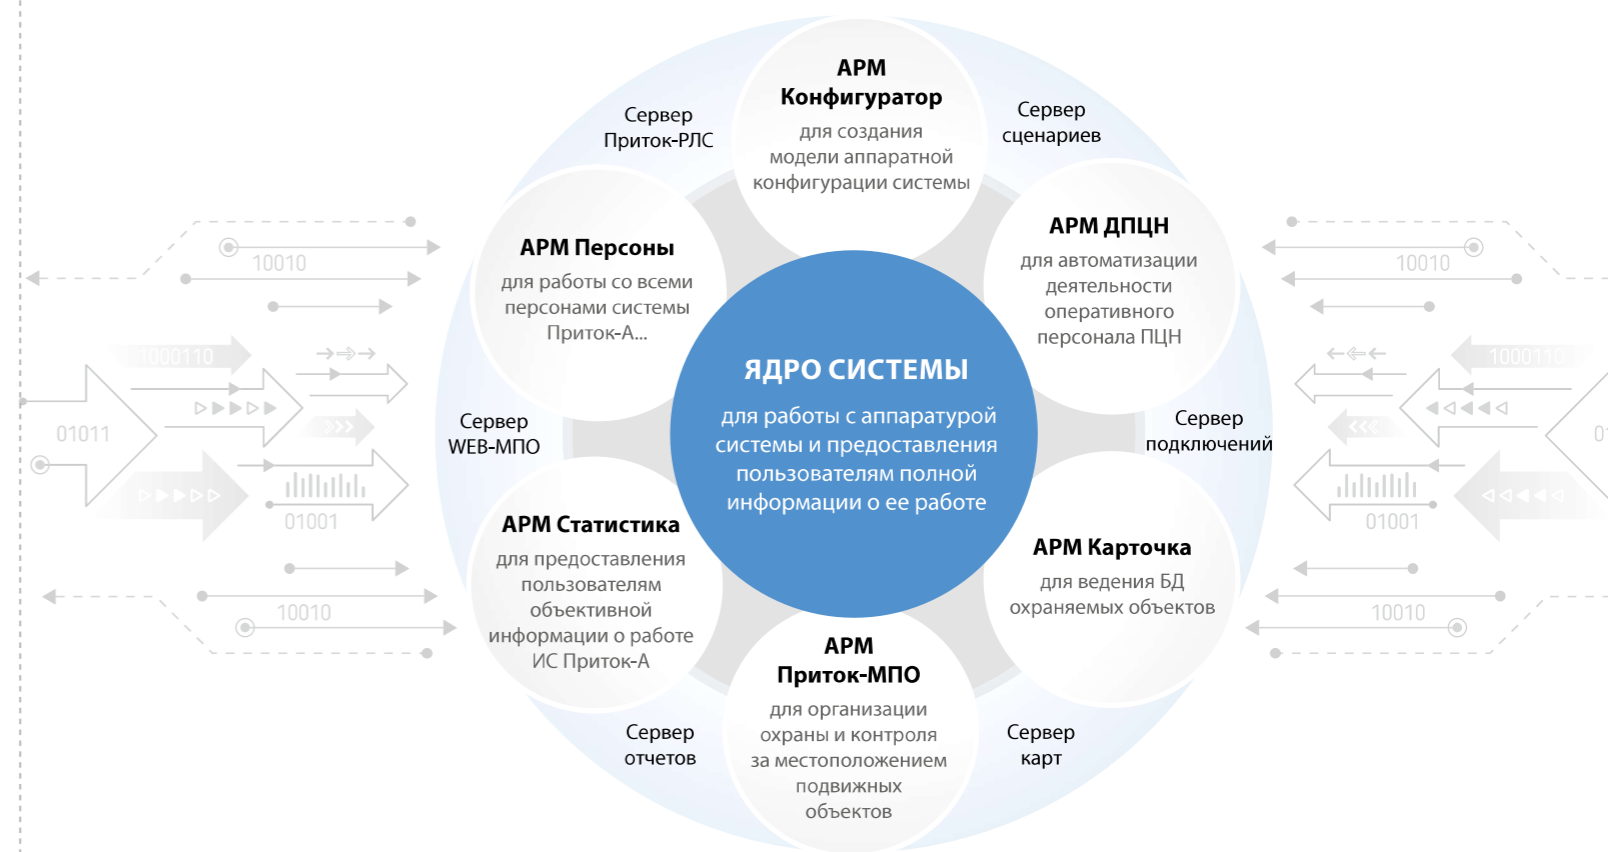 АРМ
Конфигуратор
для создания
модели аппаратной
конфигурации системы
Сервер
Приток-РЛС
Сервер
сценариев
АРМ Персоны
для работы со всеми
персонами системы
Приток-А...
АРМ ДПЦН
для автоматизации
деятельности
оперативного
персонала ПЦН
ЯДРО СИСТЕМЫ
для работы с аппаратурой
системы и предоставления
пользователям полной
информации о ее работе
Сервер
WEB-МПО
Сервер
подключений
АРМ Статистика
для предоставления
пользователям
объективной
информации о работе
ИС Приток-А
АРМ Карточка
для ведения БД
охраняемых объектов
АРМ
Приток-МПО
для организации
охраны и контроля
за местоположением
подвижных
объектов
Сервер
отчетов
Сервер
карт
10010
1000110
01011
01001
10010
10010
1000110
01001
10010